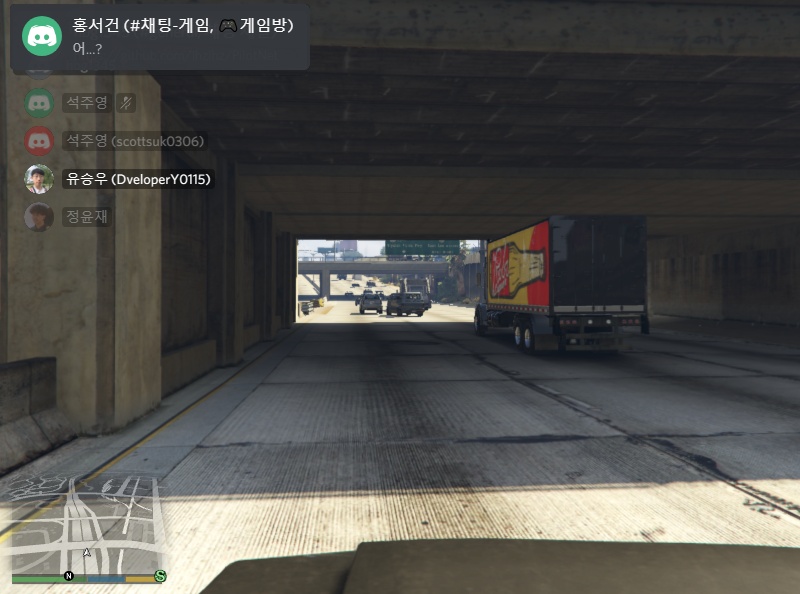 홍서건 (#채팅-게임, 🎮게임방)
어...?
석주영
석주영 (scottsuk0306)
유승우 (DveloperY0115)
정윤재
N
S